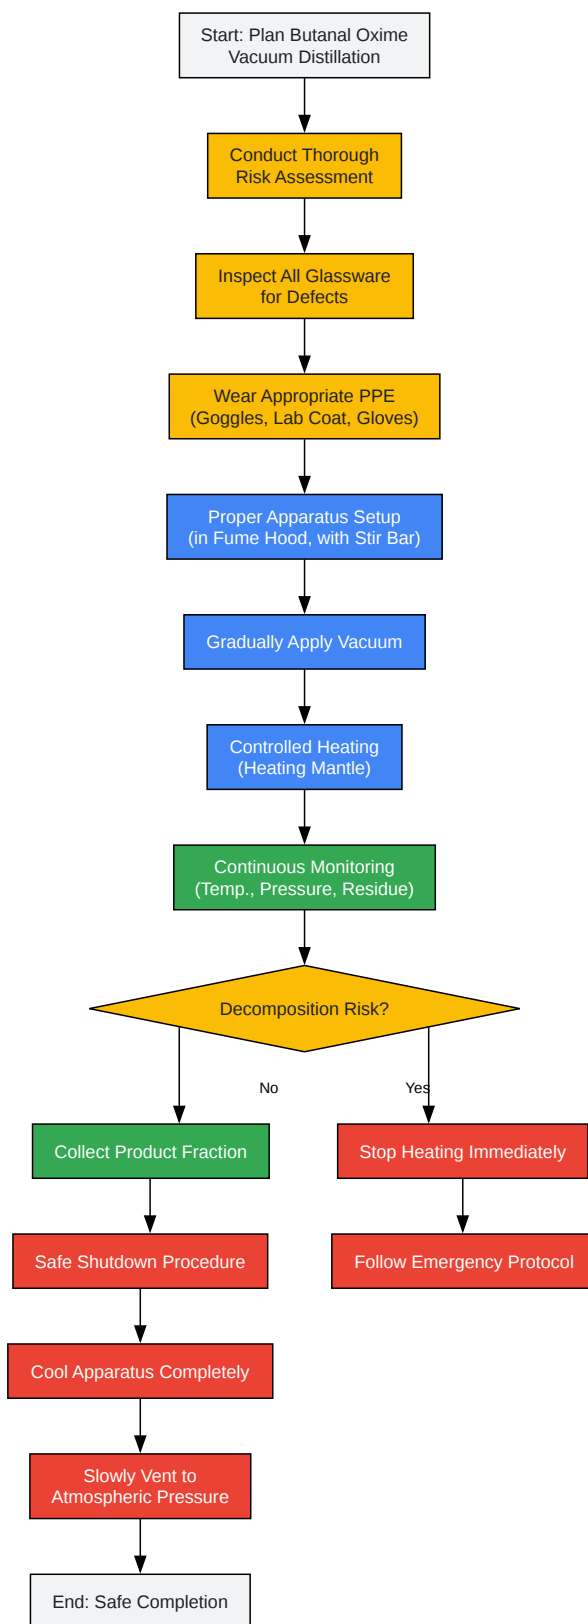 Start: Plan Butanal Oxime
Vacuum Distillation
Conduct Thorough
Risk Assessment
Inspect All Glassware
for Defects
Wear Appropriate PPE
(Goggles, Lab Coat, Gloves)
Proper Apparatus Setup
(in Fume Hood, with Stir Bar)
Gradually Apply Vacuum
Controlled Heating
(Heating Mantle)
Continuous Monitoring
(Temp., Pressure, Residue)
Decomposition Risk?
No
Yes
Collect Product Fraction
Stop Heating Immediately
Safe Shutdown Procedure
Follow Emergency Protocol
Cool Apparatus Completely
Slowly Vent to
Atmospheric Pressure
End: Safe Completion